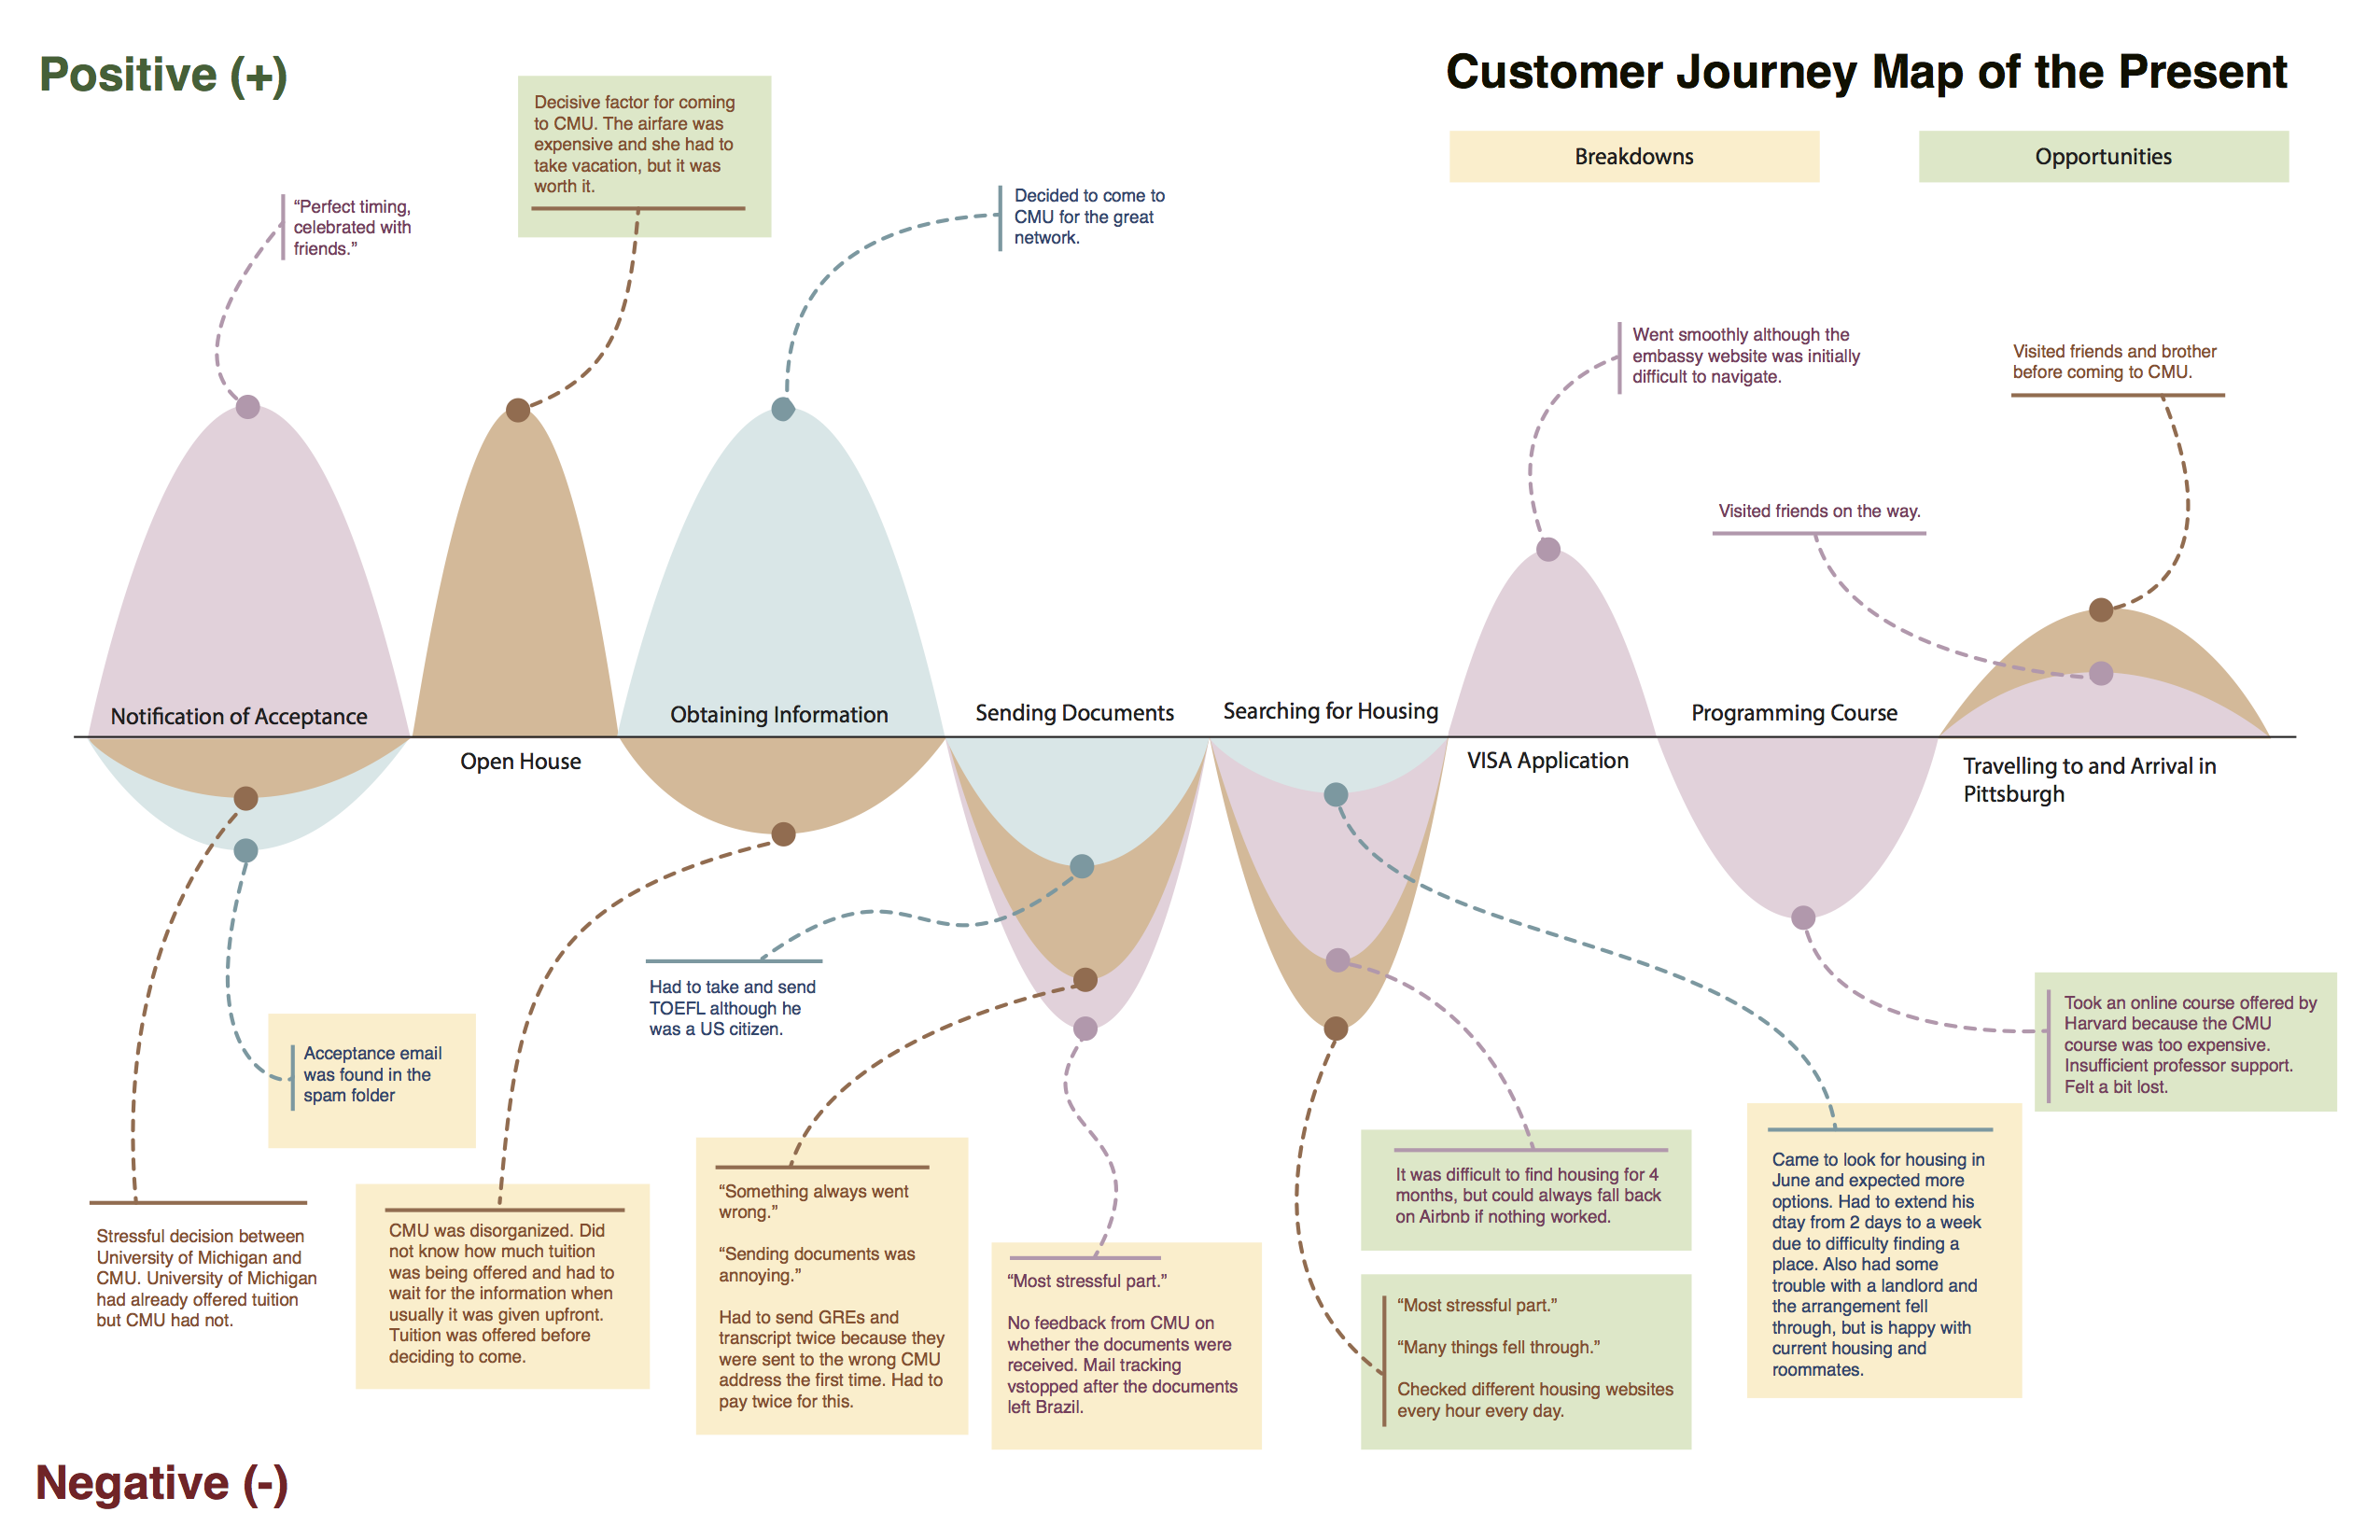 Positive (+)
Customer Journey Map of the Present
Breakdowns
Opportunities
“Perfect timing,
celebrated with
friends.”
Decisive factor for coming
to CMU. The airfare was
expensive and she had to
take vacation, but it was
worth it.
Decided to come to
CMU for the great
network.
Went smoothly although the
embassy website was initially
difficult to navigate.
Visited friends on the way.
Visited friends and brother
before coming to CMU.
Notification of Acceptance
Open House
Obtaining Information
Sending Documents
Searching for Housing
VISA Application
Programming Course
Travelling to and Arrival in
Pittsburgh
Stressful decision between
University of Michigan and
CMU. University of Michigan
had already offered tuition
but CMU had not.
Acceptance email
was found in the
spam folder
CMU was disorganized. Did
not know how much tuition
was being offered and had to
wait for the information when
usually it was given upfront.
Tuition was offered before
deciding to come.
Had to take and send
TOEFL although he
was a US citizen.
“Something always went
wrong.”
“Sending documents was
annoying.”
Had to send GREs and
transcript twice because they
were sent to the wrong CMU
address the first time. Had to
pay twice for this.
“Most stressful part.”
No feedback from CMU on
whether the documents were
received. Mail tracking
vstopped after the documents
left Brazil.
It was difficult to find housing for 4
months, but could always fall back
on Airbnb if nothing worked.
“Most stressful part.”
“Many things fell through.”
Checked different housing websites
every hour every day.
Came to look for housing in
June and expected more
options. Had to extend his
dtay from 2 days to a week
due to difficulty finding a
place. Also had some
trouble with a landlord and
the arrangement fell
through, but is happy with
current housing and
roommates.
Took an online course offered by
Harvard because the CMU
course was too expensive.
Insufficient professor support.
Felt a bit lost.
Negative (-)